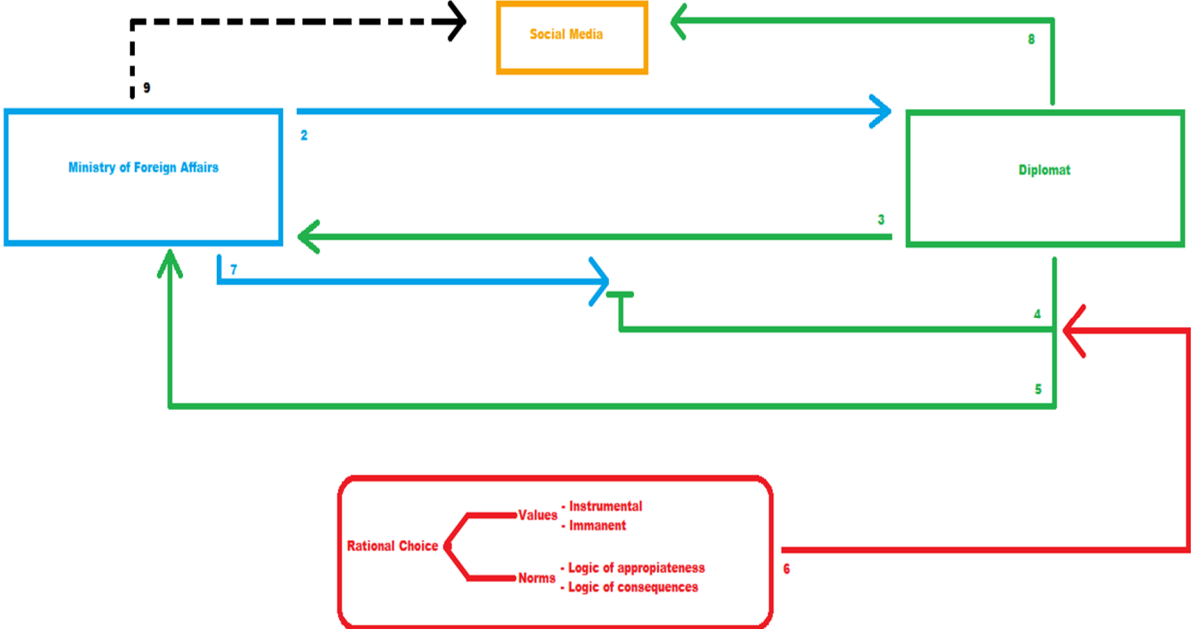 Social Media
8
9
2
Ministry of Foreign Affairs
Diplomat
3
7
4
5
- Instrumental
Values
- Immanent
Rational Choice
- Logic of appropiateness
Norms
- Logic of consequences
6